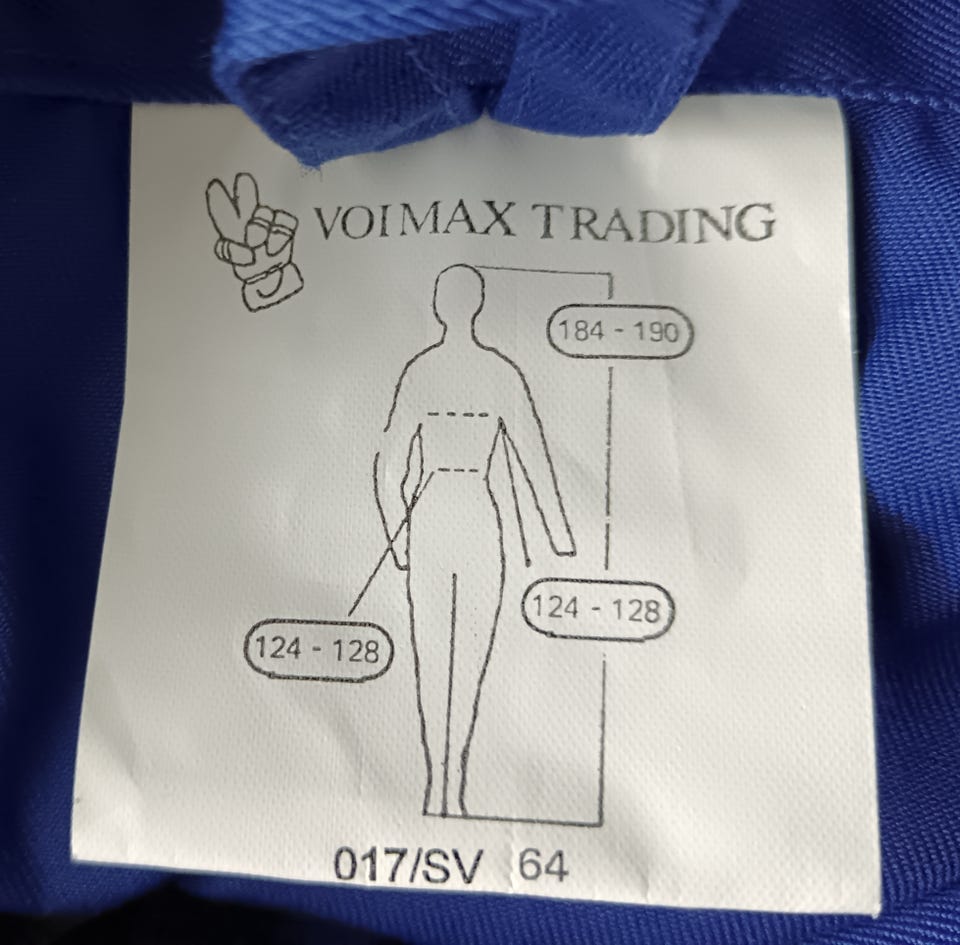 VOIMAX TRADING
184 - 190
124 - 128
124 - 128
017/SV 64